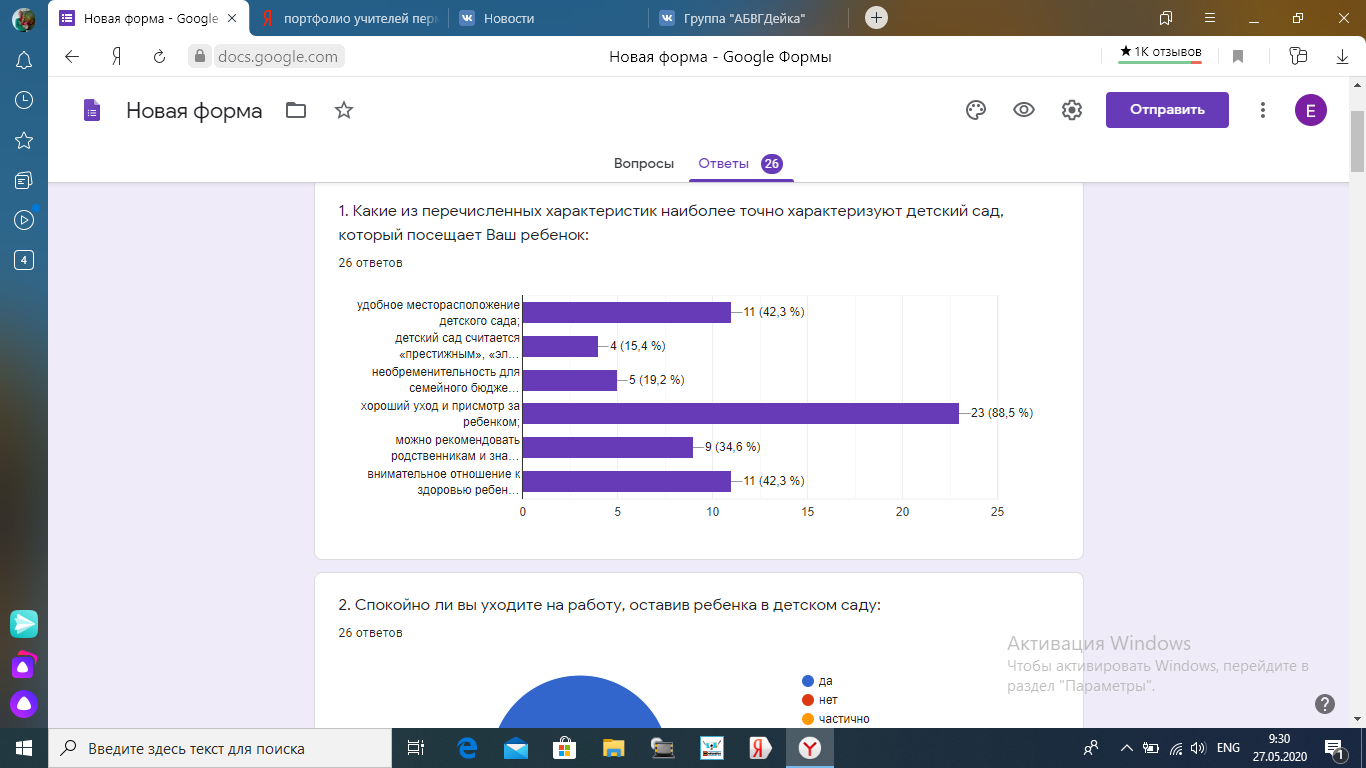 Новая форма - Google
портфолио учителей пер
Новости
Группа "АБВГДейка"
docs.google.com
Новая форма - Google Формы
★ 1К отзывов
Новая форма
Отправить
E
Вопросы
Ответы 26
1. Какие из перечисленных характеристик наиболее точно характеризуют детский сад,
который посещает Ваш ребенок:
26 ответов
удобное месторасположение
детского сада;
11 (42,3 %)
детский сад считается
«престижным», «эл…
4 (15,4 %)
необременительность для
семейного бюдже…
5 (19,2 %)
хороший уход и присмотр за
ребенком;
23 (88,5 %)
можно рекомендовать
родственникам и зна…
9 (34,6 %)
внимательное отношение к
здоровью ребен…
11 (42,3 %)
0 5 10 15 20 25
2. Спокойно ли вы уходите на работу, оставив ребенка в детском саду:
26 ответов
да
нет
частично
Активация Windows
Чтобы активировать Windows, перейдите в
раздел "Параметры".
4
Введите здесь текст для поиска
ENG
9:30
27.05.2020
1